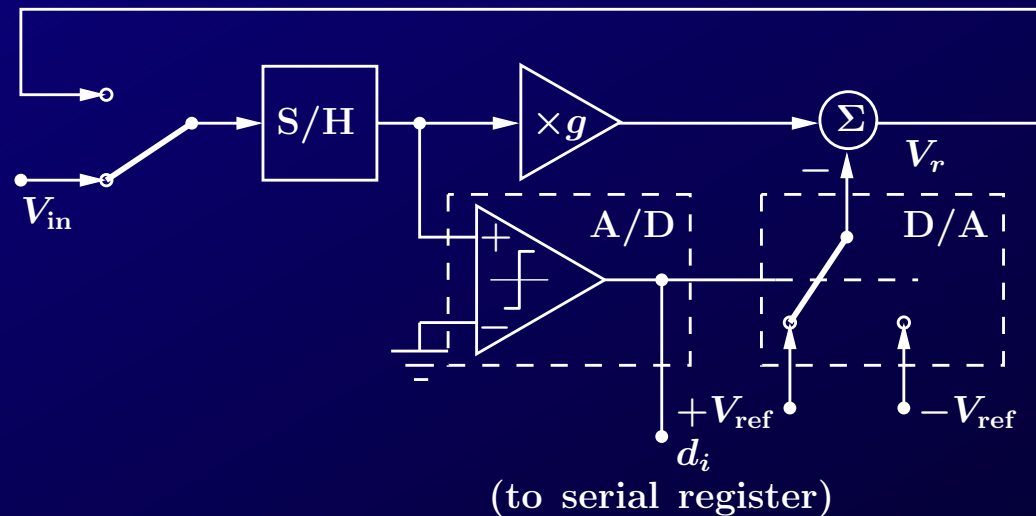 S/H
×g
Σ
V_r
−
V_in
A/D
D/A
+
−
+V_ref
−V_ref
d_i
(to serial register)